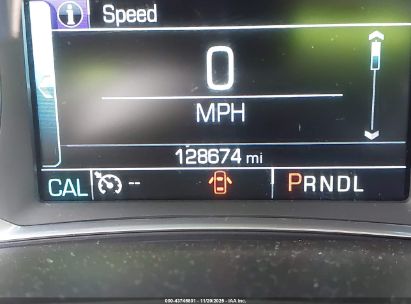 Speed
0
MPH
128674 mi
CAL -- PRNDL